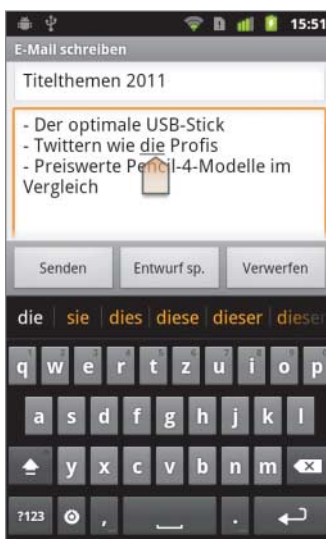 15:51
E-Mail schreiben
Titelthemen 2011
- Der optimale USB-Stick
- Twittern wie die Profis
- Preiswerte Pencil-4-Modelle im
Vergleich
Senden Entwurf sp. Verwerfen
die sie dies diese dieser dieser
q w e r t z u i o p
a s d f g h j k l
y x c v b n m
?123 , .